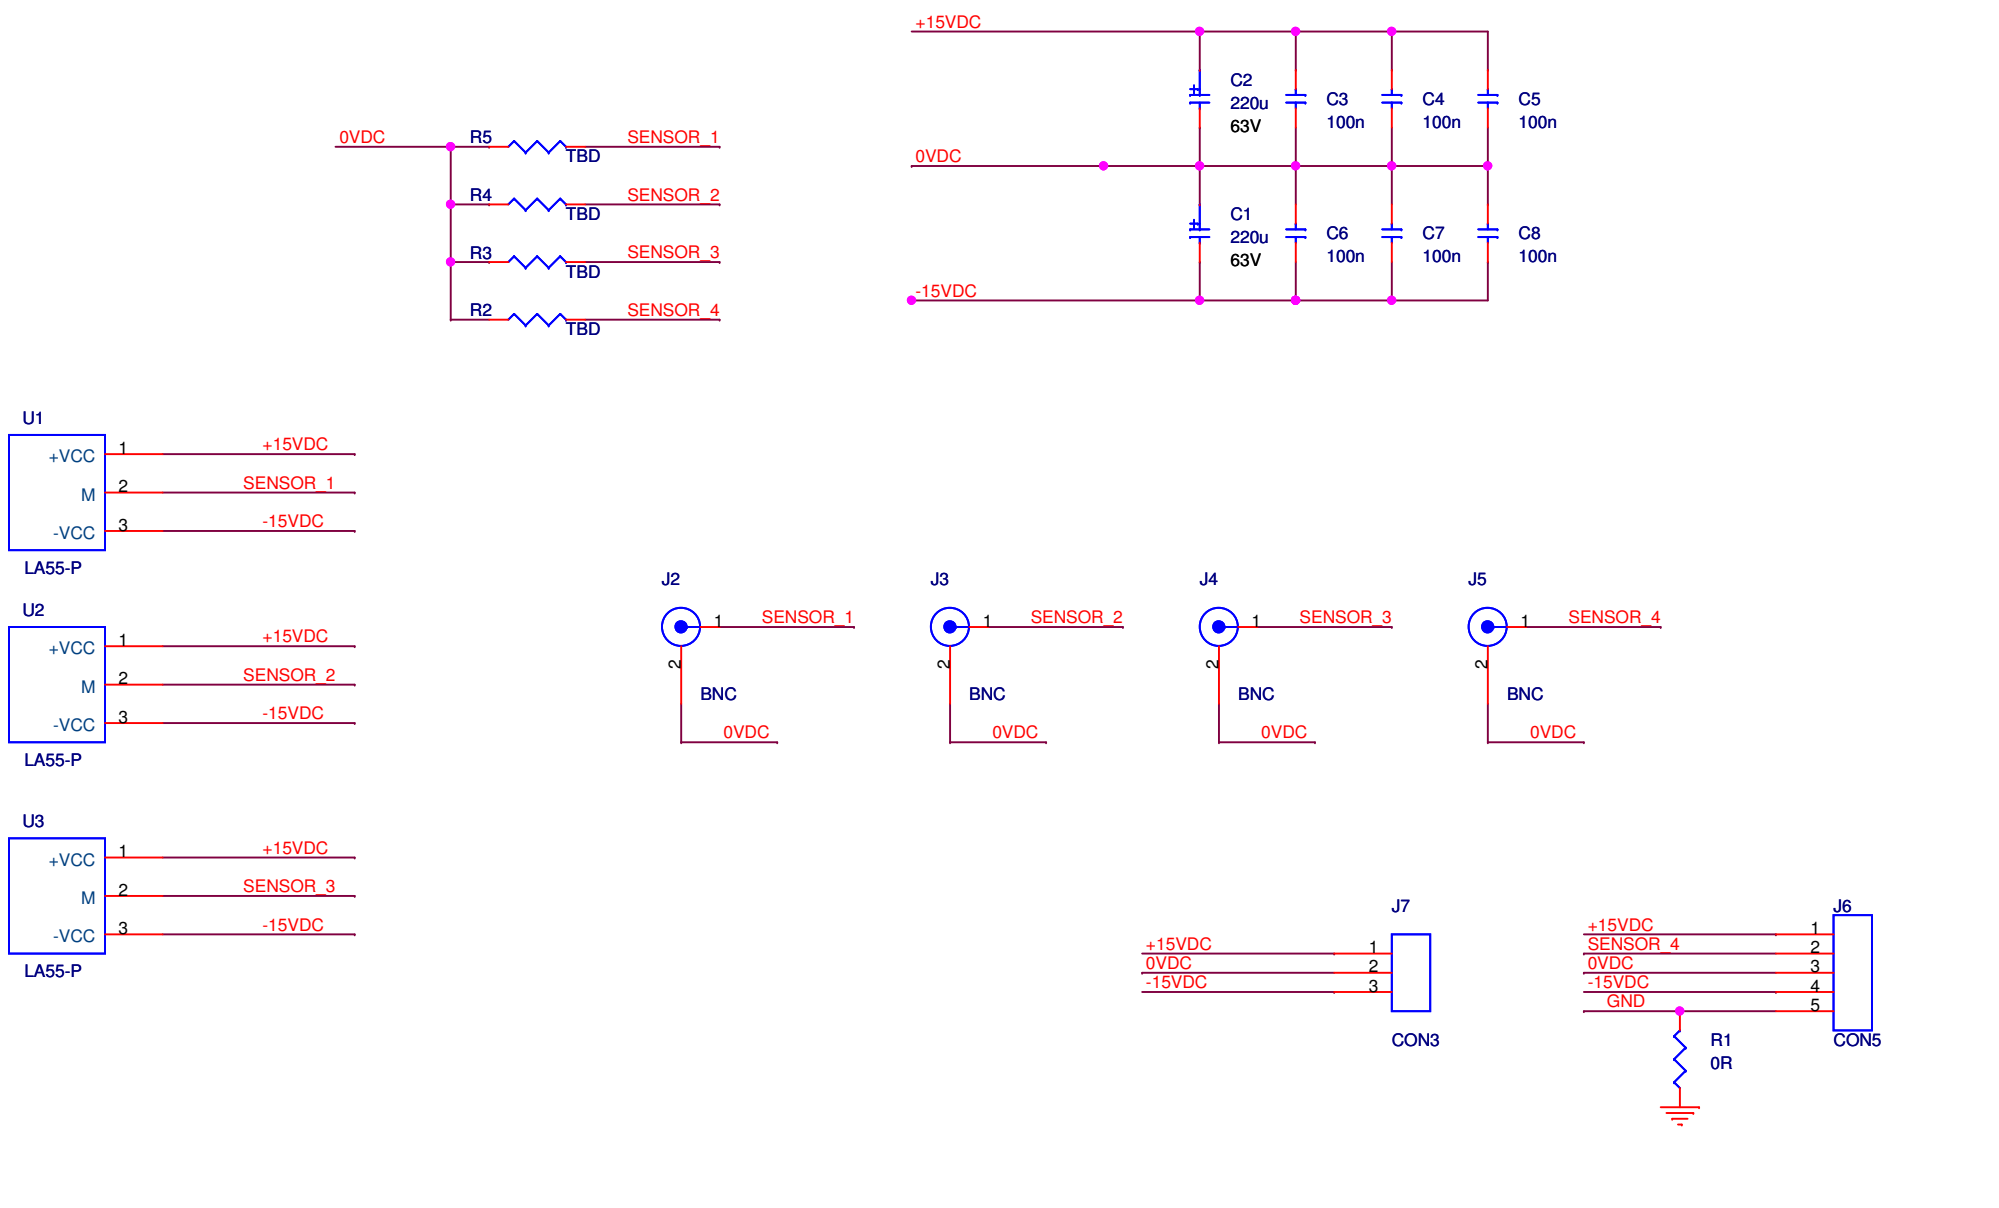 +15VDC
C2
220u
63V
C3
100n
C4
100n
C5
100n
0VDC
C1
220u
63V
C6
100n
C7
100n
C8
100n
-15VDC
0VDC
R5
TBD
SENSOR_1
R4
TBD
SENSOR_2
R3
TBD
SENSOR_3
R2
TBD
SENSOR_4
U1
+VCC 1 +15VDC
M 2 SENSOR_1
-VCC 3 -15VDC
LA55-P
U2
+VCC 1 +15VDC
M 2 SENSOR_2
-VCC 3 -15VDC
LA55-P
U3
+VCC 1 +15VDC
M 2 SENSOR_3
-VCC 3 -15VDC
LA55-P
J2
1 SENSOR_1
2
BNC
0VDC
J3
1 SENSOR_2
2
BNC
0VDC
J4
1 SENSOR_3
2
BNC
0VDC
J5
1 SENSOR_4
2
BNC
0VDC
J7
+15VDC 1
0VDC 2
-15VDC 3
CON3
J6
+15VDC 1
SENSOR_4 2
0VDC 3
-15VDC 4
GND 5
CON5
R1
0R